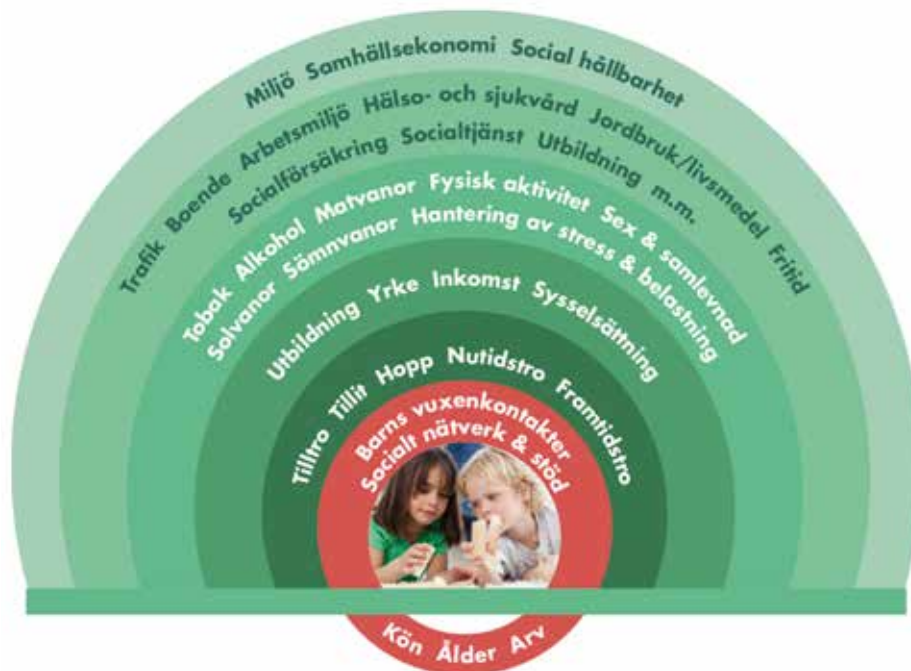 Miljö Samhällsekonomi Social hållbarhet
Trafik Boende Arbetsmiljö Hälso- och sjukvård Jordbruk/livsmedel Fritid
Socialförsäkring Socialtjänst Utbildning m.m.
Tobak Alkohol Matvanor Fysisk aktivitet Sex & samlevnad
Solvanor Sömnvanor Hantering av stress & belastning
Utbildning Yrke Inkomst Sysselsättning
Tilltro Tillit Hopp Nutidstro Framtidstro
Barns vuxenkontakter
Socialt nätverk & stöd
Kön Ålder Arv